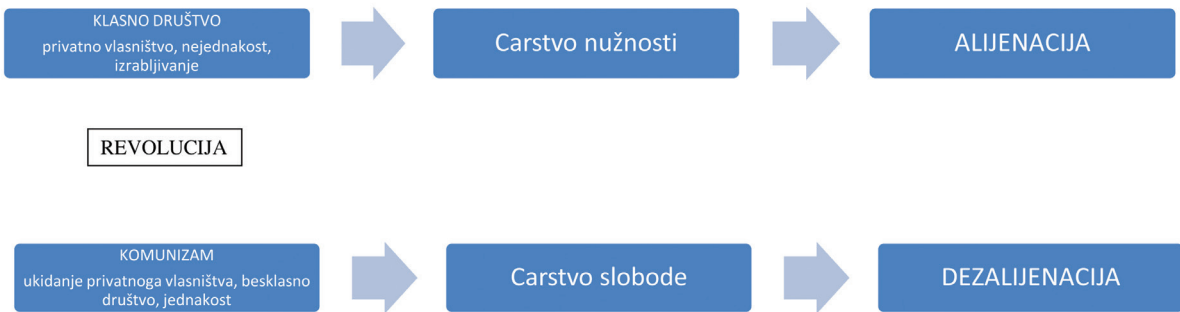 KLASNO DRUŠTVO
privatno vlasništvo, nejednakost,
izrabljivanje
Carstvo nužnosti
ALIJENACIJA
REVOLUCIJA
KOMUNIZAM
ukidanje privatnoga vlasništva, besklasno
društvo, jednakost
Carstvo slobode
DEZALIJENACIJA